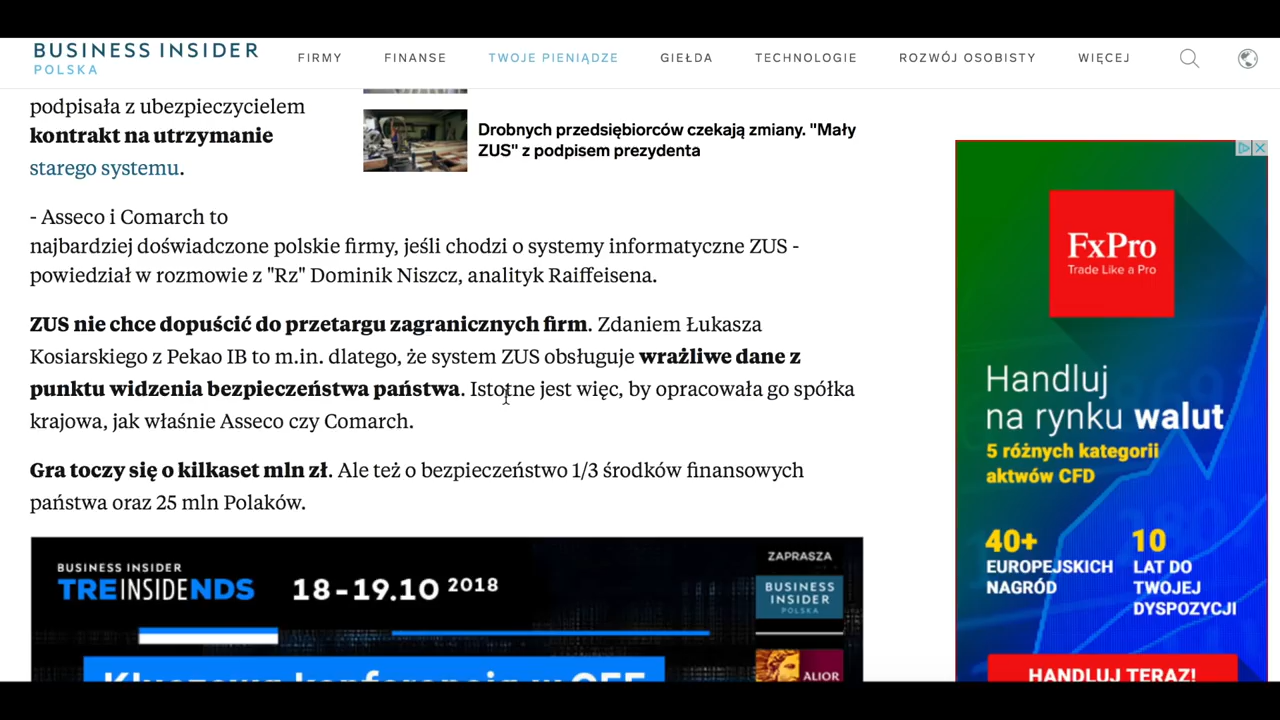 BUSINESS INSIDER
POLSKA
FIRMY
FINANSE
TWOJE PIENIĄDZE
GIEŁDA
TECHNOLOGIE
ROZWÓJ OSOBISTY
WIĘCEJ
podpisała z ubezpieczycielem
kontrakt na utrzymanie
starego systemu.
Drobnych przedsiębiorców czekają zmiany. "Mały
ZUS" z podpisem prezydenta
- Asseco i Comarch to
najbardziej doświadczone polskie firmy, jeśli chodzi o systemy informatyczne ZUS -
powiedział w rozmowie z "Rz" Dominik Niszcz, analityk Raiffeisena.
ZUS nie chce dopuścić do przetargu zagranicznych firm. Zdaniem Łukasza
Kosiarskiego z Pekao IB to m.in. dlatego, że system ZUS obsługuje wrażliwe dane z
punktu widzenia bezpieczeństwa państwa. Istotne jest więc, by opracowała go spółka
krajowa, jak właśnie Asseco czy Comarch.
Gra toczy się o kilkaset mln zł. Ale też o bezpieczeństwo 1/3 środków finansowych
państwa oraz 25 mln Polaków.
BUSINESS INSIDER
TREINSIDENDS
18-19.10 2018
ZAPRASZA
BUSINESS
INSIDER
POLSKA
ALIOR
FxPro
Trade Like a Pro
Handluj
na rynku walut
5 różnych kategorii
aktwów CFD
40+
EUROPEJSKICH
NAGRÓD
10
LAT DO
TWOJEJ
DYSPOZYCJI
HANDLUJ TERAZ!